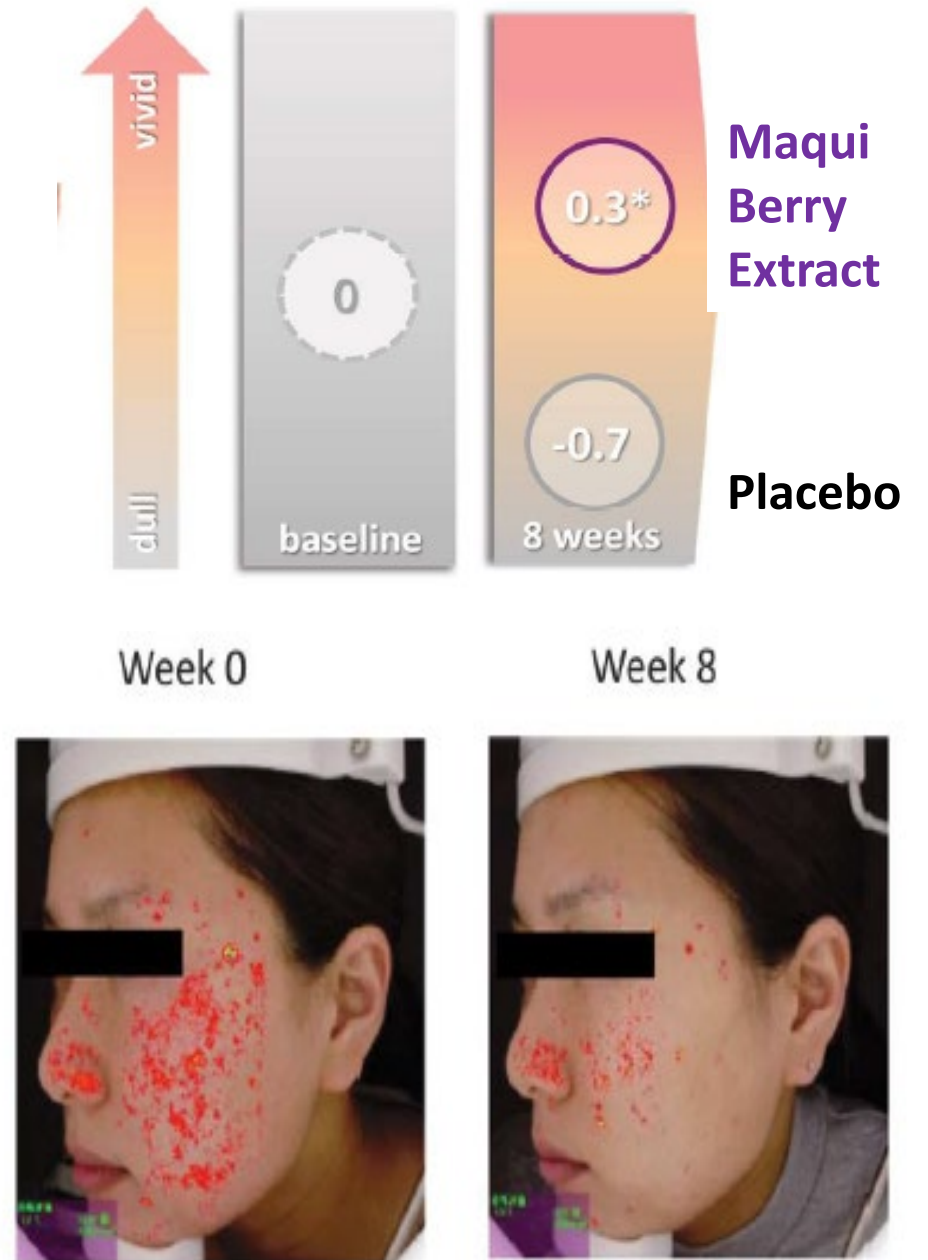 vivid
dull
0
baseline
0.3*
-0.7
8 weeks
Maqui
Berry
Extract
Placebo
Week 0
Week 8